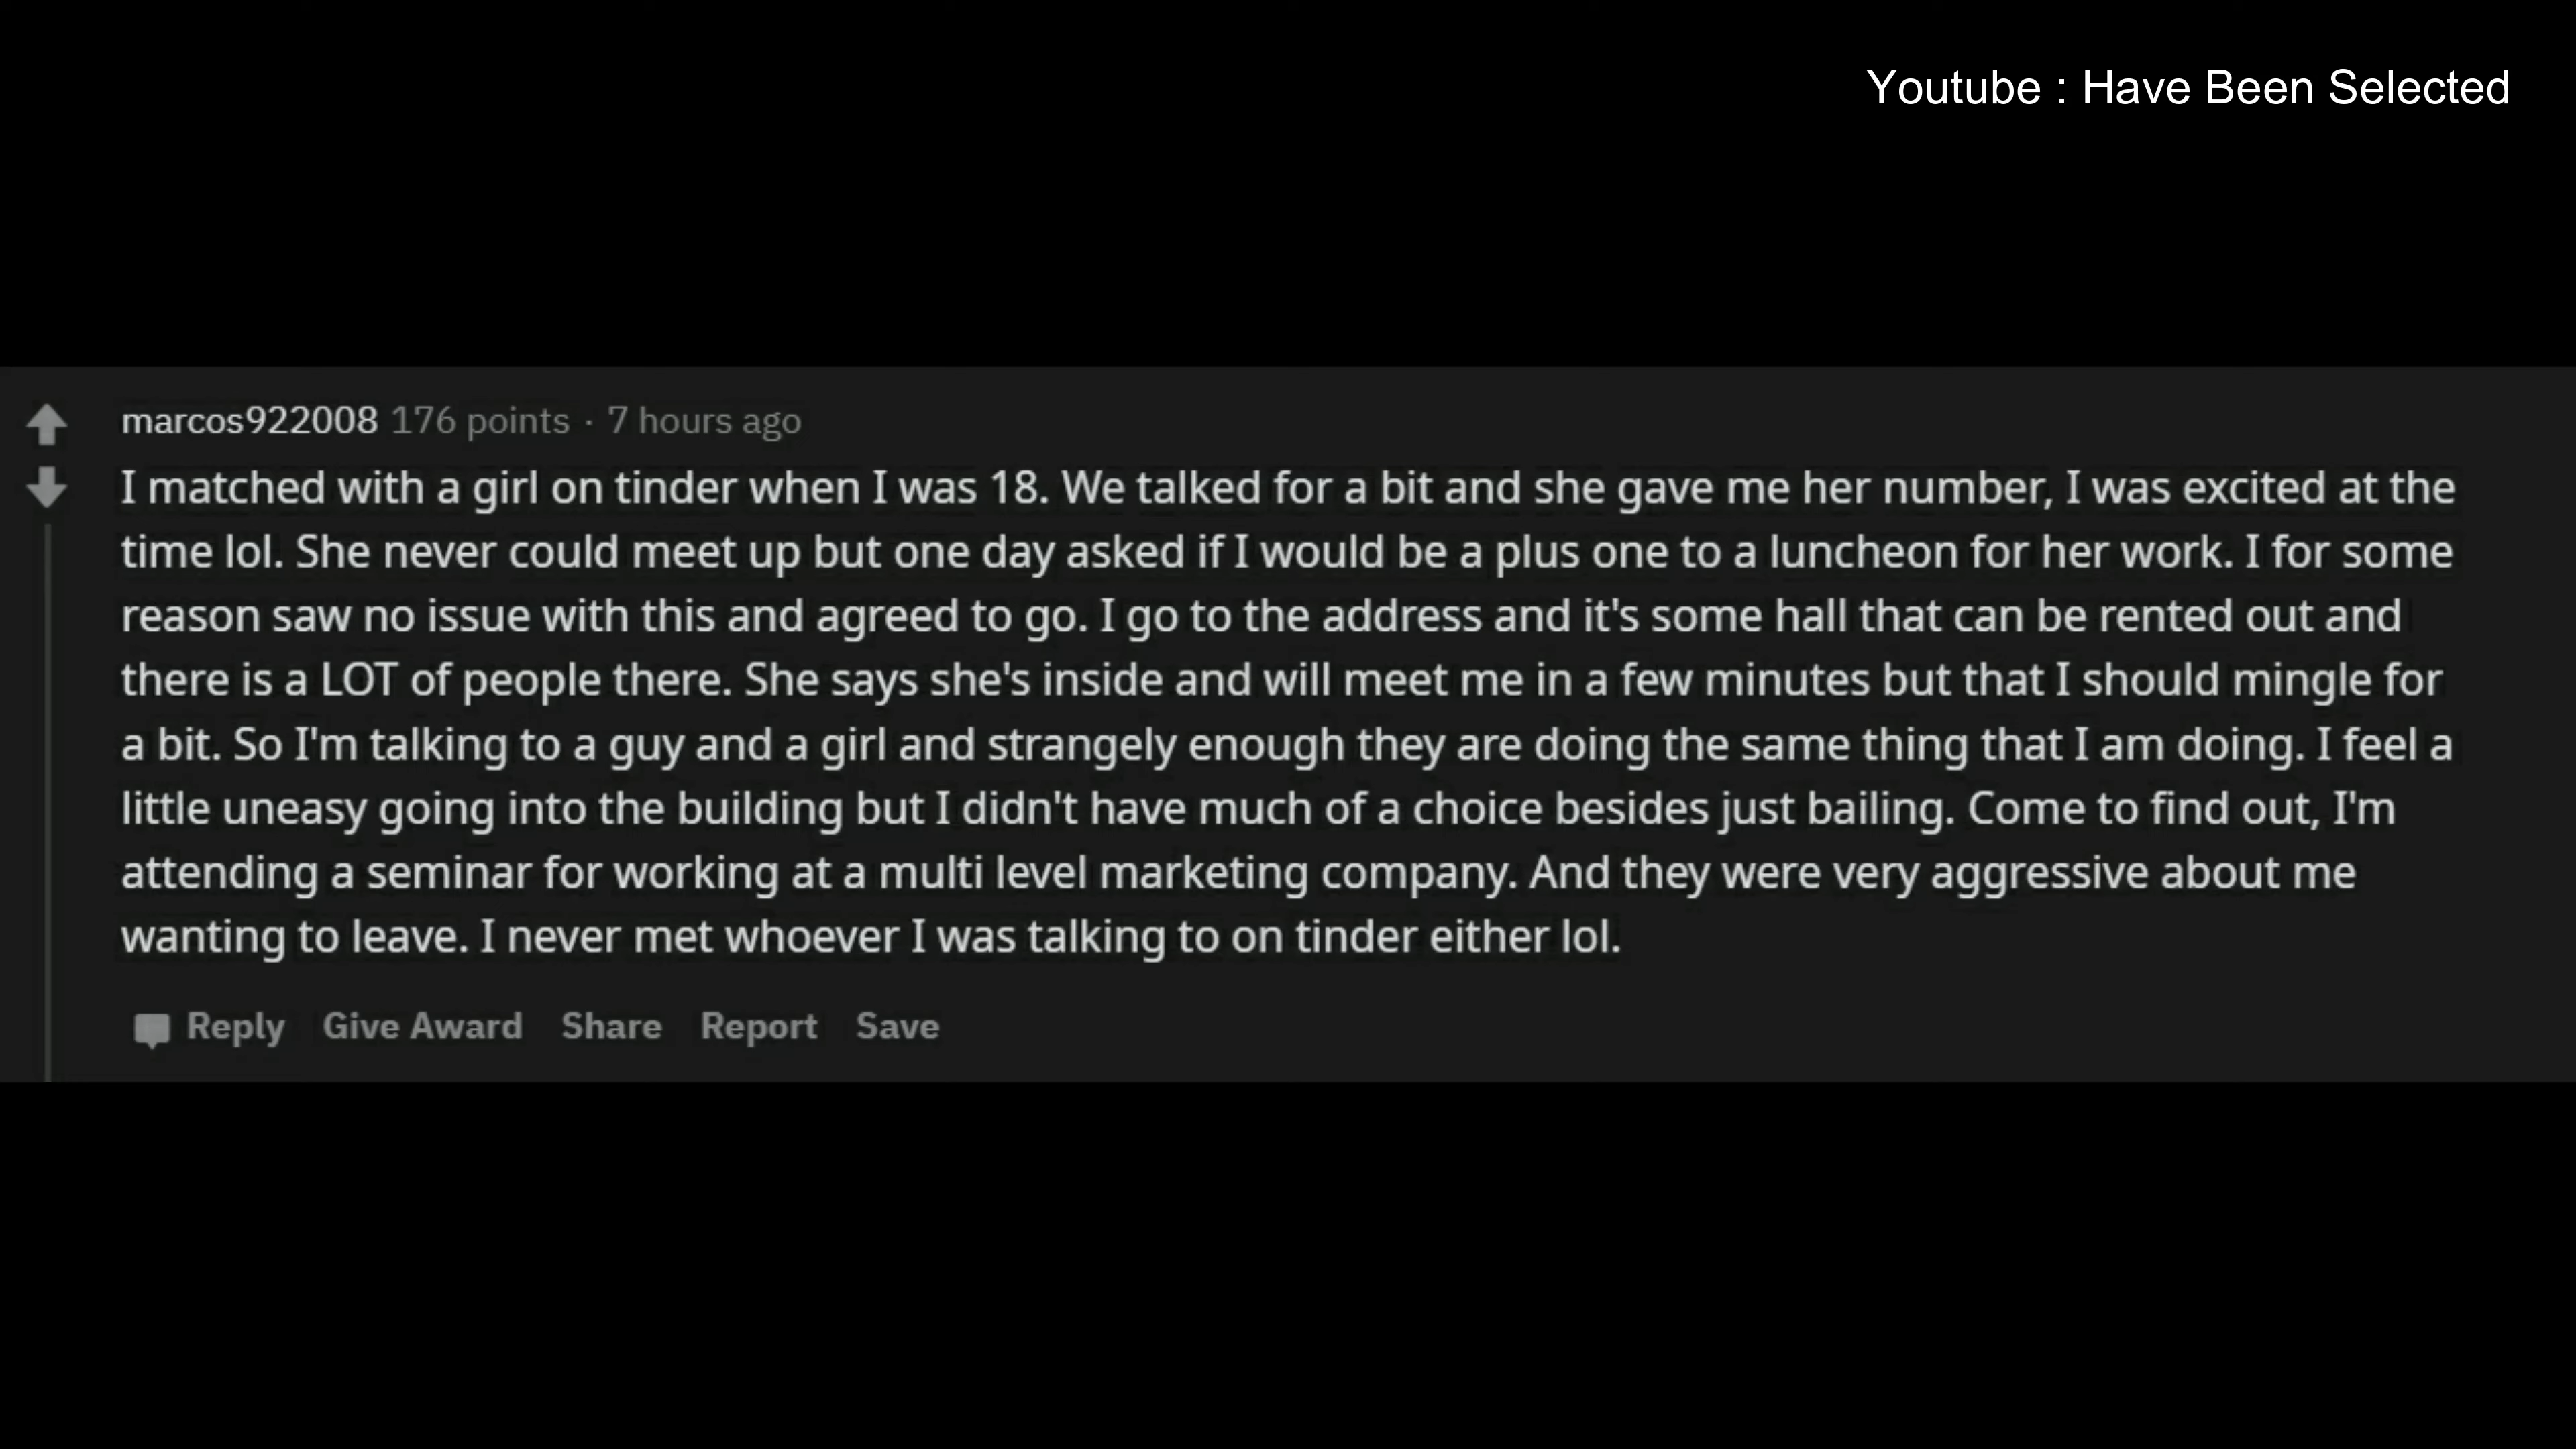 Youtube : Have Been Selected
marcos922008 176 points · 7 hours ago
I matched with a girl on tinder when I was 18. We talked for a bit and she gave me her number, I was excited at the
time lol. She never could meet up but one day asked if I would be a plus one to a luncheon for her work. I for some
reason saw no issue with this and agreed to go. I go to the address and it's some hall that can be rented out and
there is a LOT of people there. She says she's inside and will meet me in a few minutes but that I should mingle for
a bit. So I'm talking to a guy and a girl and strangely enough they are doing the same thing that I am doing. I feel a
little uneasy going into the building but I didn't have much of a choice besides just bailing. Come to find out, I'm
attending a seminar for working at a multi level marketing company. And they were very aggressive about me
wanting to leave. I never met whoever I was talking to on tinder either lol.
Reply Give Award Share Report Save